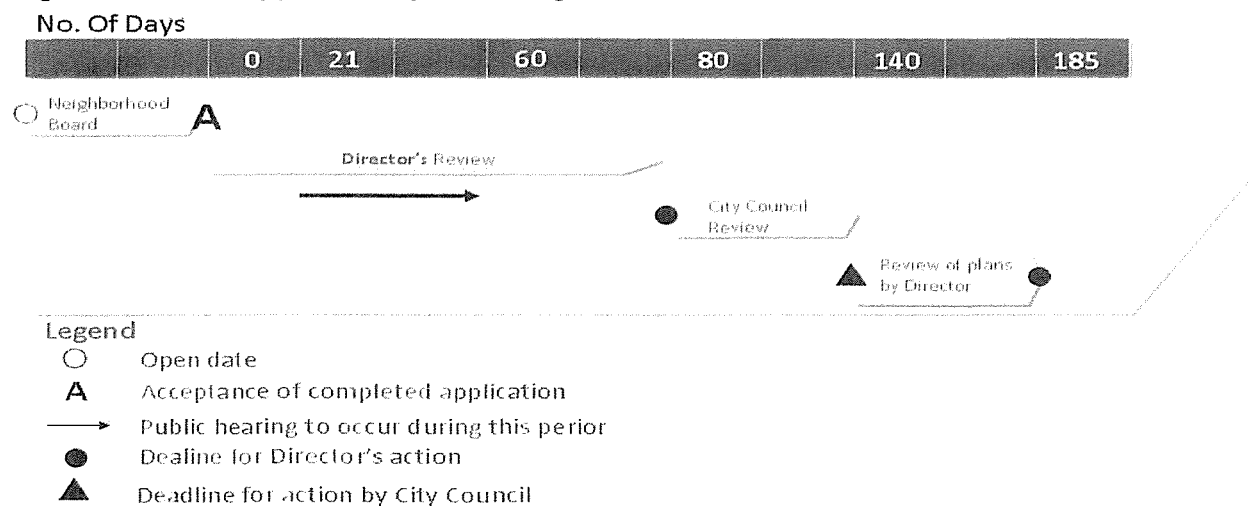 No. Of Days
0 21 60 80 140 185
Neighborhood
Board
A
Director's Review
City Council
Review
Review of plans
by Director
Legend
Open date
A Acceptance of completed application
Public hearing to occur during this perior
Dealine for Director's action
Deadline for action by City Council